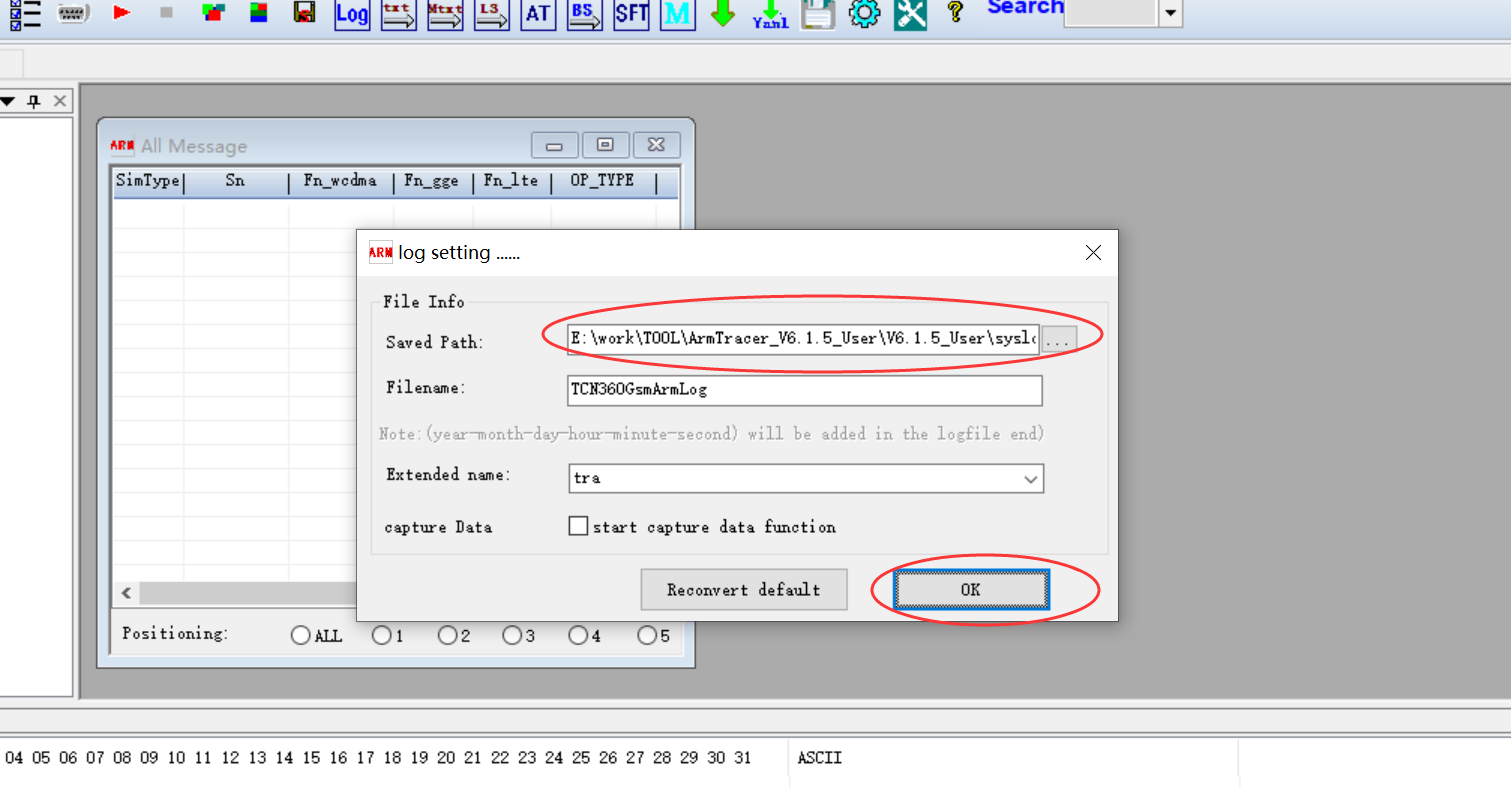 Log txt Mtxt LS AT BS SFT M Yaml ? Search
ARM All Message
SimType Sn Fn_wcdma Fn_gge Fn_lte OP_TYPE
ARM log setting ......
File Info
Saved Path: E:\work\TOOL\ArmTracer_V6.1.5_User\V6.1.5_User\syslo ...
Filename: TCN360GsmArmLog
Note:(year-month-day-hour-minute-second) will be added in the logfile end)
Extended name: tra
capture Data start capture data function
Reconvert default OK
Positioning: ALL 1 2 3 4 5
04 05 06 07 08 09 10 11 12 13 14 15 16 17 18 19 20 21 22 23 24 25 26 27 28 29 30 31 ASCII